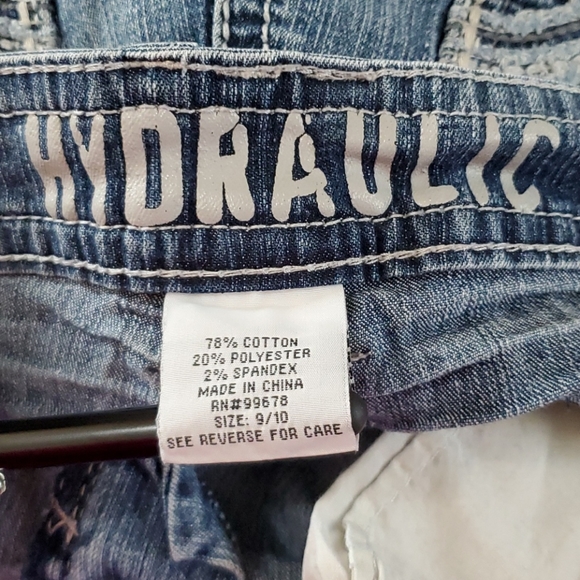 HYDRAULIC
78% COTTON
20% POLYESTER
2% SPANDEX
MADE IN CHINA
RN#99678
SIZE: 9/10
SEE REVERSE FOR CARE